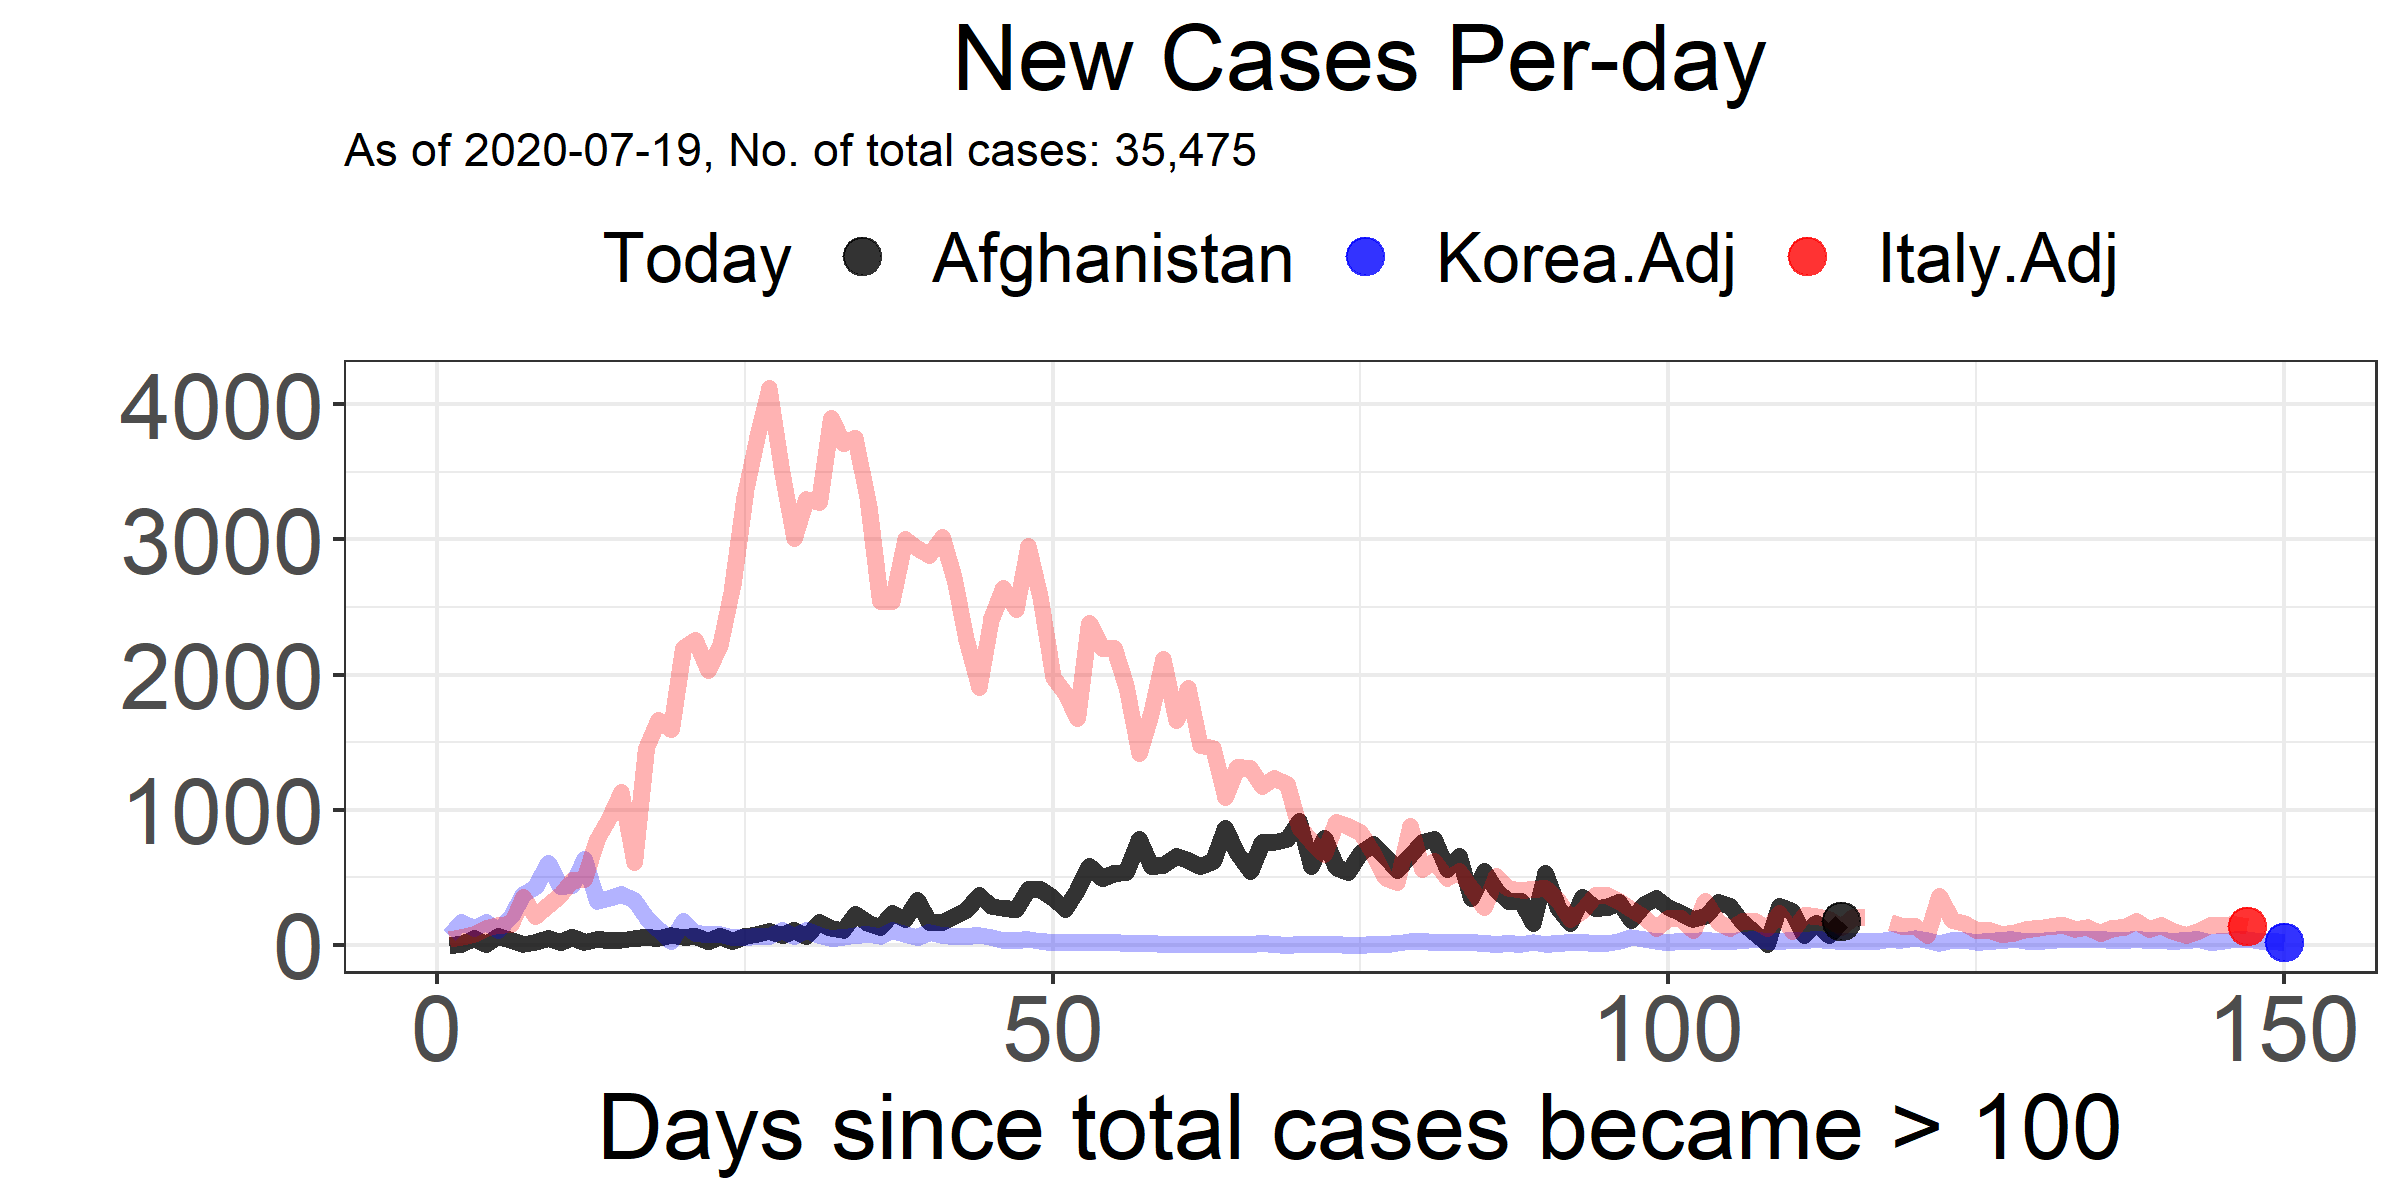 New Cases Per-day
As of 2020-07-19, No. of total cases: 35,475
Today Afghanistan Korea.Adj Italy.Adj
4000
3000
2000
1000
0
0 50 100 150
Days since total cases became > 100